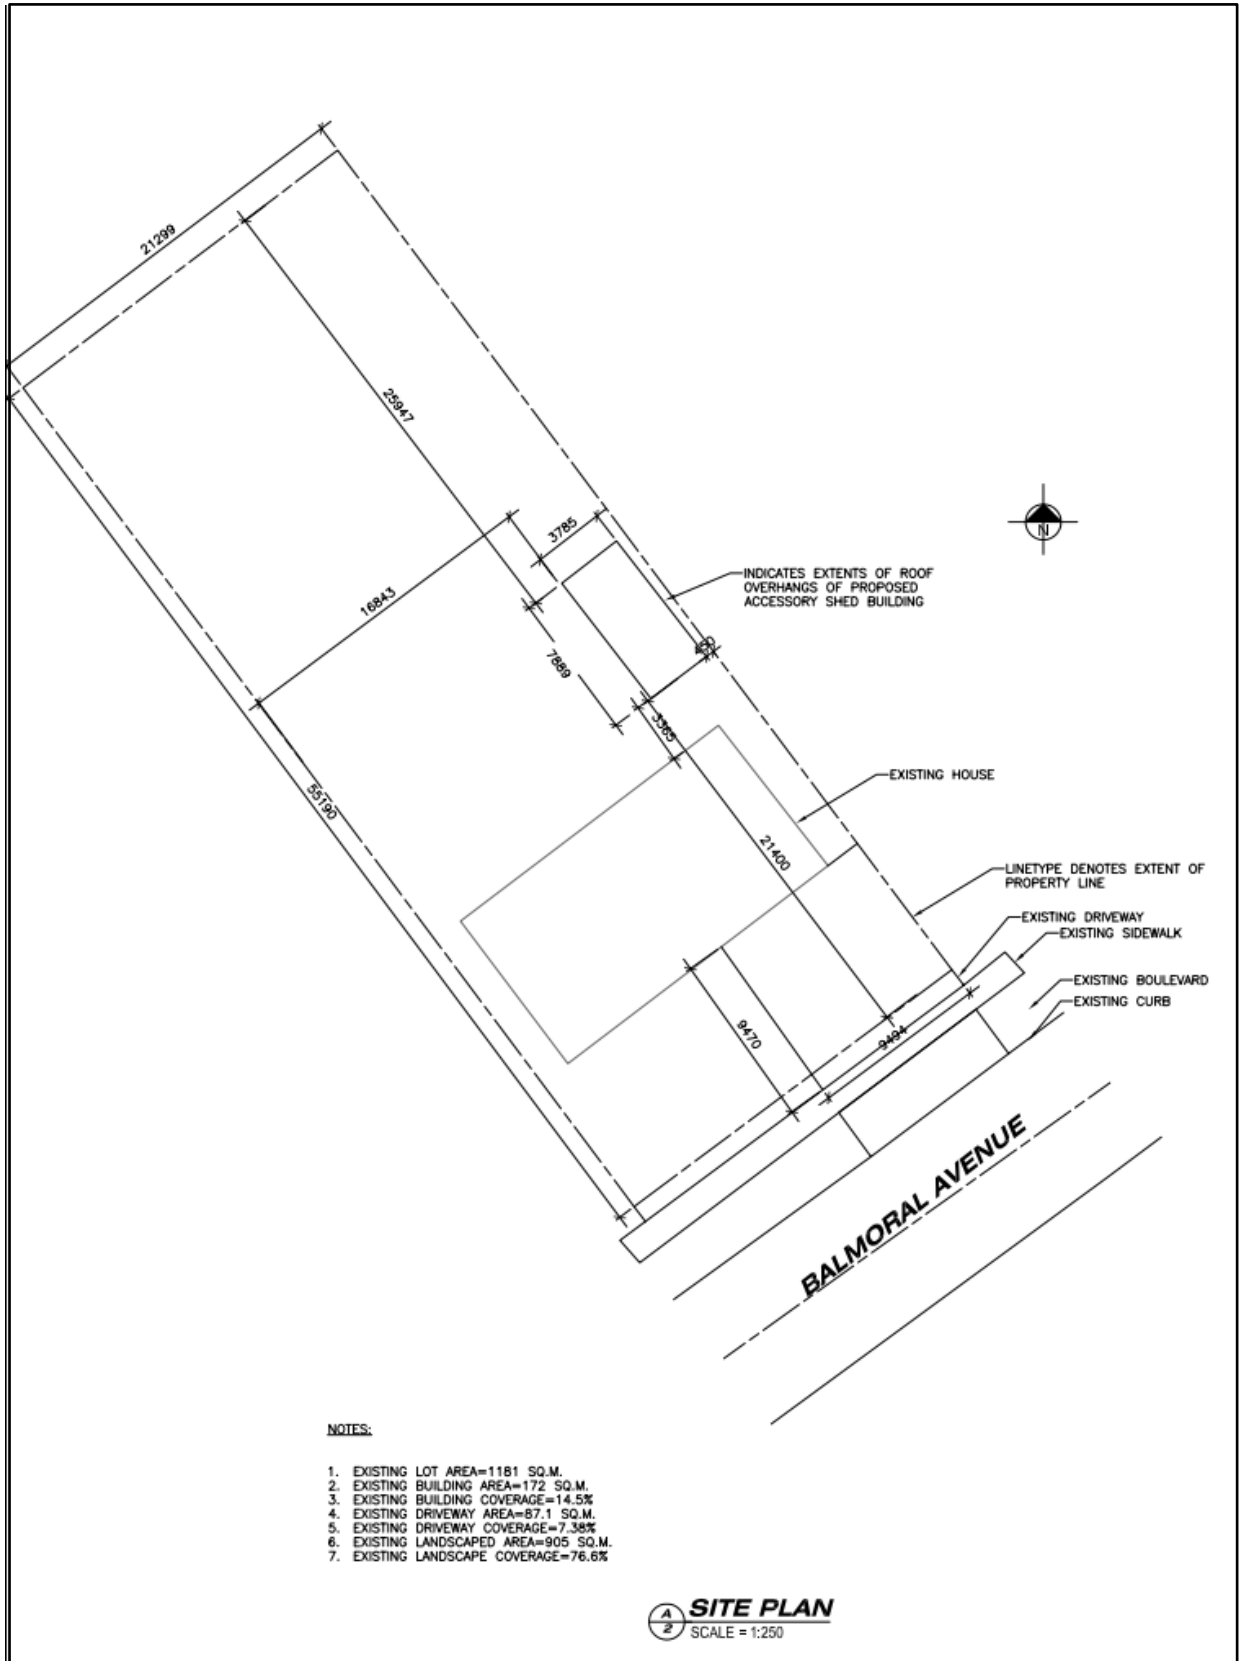 21299
25947
3785
N
INDICATES EXTENTS OF ROOF
OVERHANGS OF PROPOSED
ACCESSORY SHED BUILDING
16843
7889
3365
EXISTING HOUSE
55190
21400
LINETYPE DENOTES EXTENT OF
PROPERTY LINE
EXISTING DRIVEWAY
EXISTING SIDEWALK
EXISTING BOULEVARD
EXISTING CURB
9470
9494
BALMORAL AVENUE
NOTES:
1. EXISTING LOT AREA=1181 SQ.M.
2. EXISTING BUILDING AREA=172 SQ.M.
3. EXISTING BUILDING COVERAGE=14.5%
4. EXISTING DRIVEWAY AREA=87.1 SQ.M.
5. EXISTING DRIVEWAY COVERAGE=7.38%
6. EXISTING LANDSCAPED AREA=905 SQ.M.
7. EXISTING LANDSCAPE COVERAGE=76.6%
A
2
SITE PLAN
SCALE = 1:250